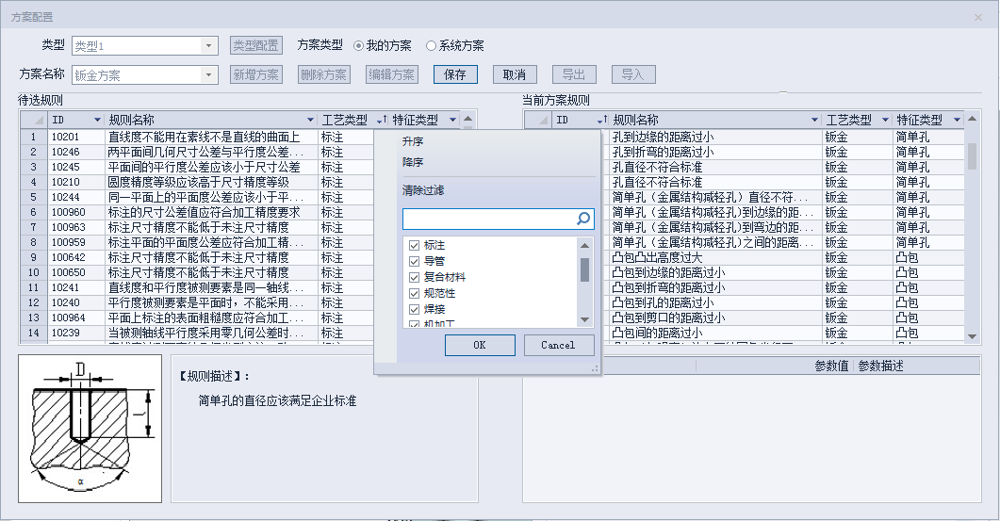 方案配置
类型 类型1 类型配置 方案类型 我的方案 系统方案
方案名称 钣金方案 新增方案 删除方案 编辑方案 保存 取消 导出 导入
待选规则
ID 规则名称 工艺类型 特征类型
1 10201 直线度不能用在素线不是直线的曲面上 标注
2 10246 两平面间几何尺寸公差与平行度公差... 标注
3 10245 平面间的平行度公差应该小于尺寸公差 标注
4 10210 圆度精度等级应该高于尺寸精度等级 标注
5 10244 同一平面上的平面度公差应该小于平... 标注
6 100960 标注的尺寸公差值应符合加工精度要求 标注
7 100963 标注尺寸精度不能低于未注尺寸精度 标注
8 100959 标注平面的平面度公差应符合加工精... 标注
9 100642 标注尺寸精度不能低于未注尺寸精度 标注
10 100650 标注尺寸精度不能低于未注尺寸精度 标注
11 10241 直线度和平行度被测要素是同一轴线... 标注
12 10240 平行度被测要素是平面时，不能采用... 标注
13 100964 平面上标注的表面粗糙度应符合加工... 标注
14 10239 当被测轴线平行度采用零几何公差时... 标注
升序
降序
清除过滤
标注
导管
复合材料
规范性
焊接
机加工
OK Cancel
当前方案规则
ID 规则名称 工艺类型 特征类型
孔到边缘的距离过小 钣金 简单孔
孔到折弯的距离过小 钣金 简单孔
孔直径不符合标准 钣金 简单孔
孔直径不符合标准 钣金 简单孔
简单孔（金属结构减轻孔）直径不符... 钣金 简单孔
简单孔（金属结构减轻孔)到边缘的距... 钣金 简单孔
简单孔（金属结构减轻孔)到弯边的距... 钣金 简单孔
简单孔（金属结构减轻孔)之间的距离... 钣金 简单孔
凸包凸出高度过大 钣金 凸包
凸包到边缘的距离过小 钣金 凸包
凸包到折弯的距离过小 钣金 凸包
凸包到孔的距离过小 钣金 凸包
凸包到剪口的距离过小 钣金 凸包
凸包间的距离过小 钣金 凸包
D
l
α
【规则描述】：
简单孔的直径应该满足企业标准
参数值 参数描述